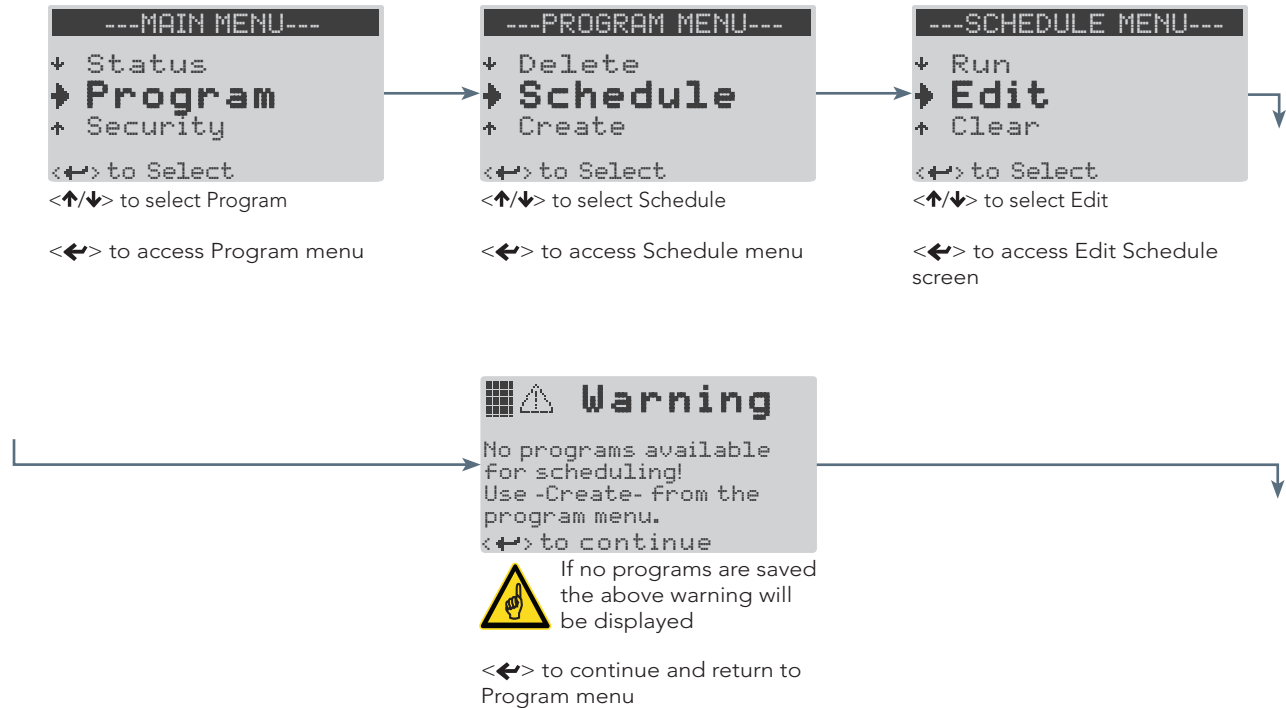 ---MAIN MENU---
↓ Status
→ Program
↑ Security
<↵> to Select
<↑/↓> to select Program
<↵> to access Program menu
---PROGRAM MENU---
↓ Delete
→ Schedule
↑ Create
<↵> to Select
<↑/↓> to select Schedule
<↵> to access Schedule menu
---SCHEDULE MENU---
↓ Run
→ Edit
↑ Clear
<↵> to Select
<↑/↓> to select Edit
<↵> to access Edit Schedule
screen
Warning
No programs available
for scheduling!
Use -Create- from the
program menu.
<↵> to continue
If no programs are saved
the above warning will
be displayed
<↵> to continue and return to
Program menu